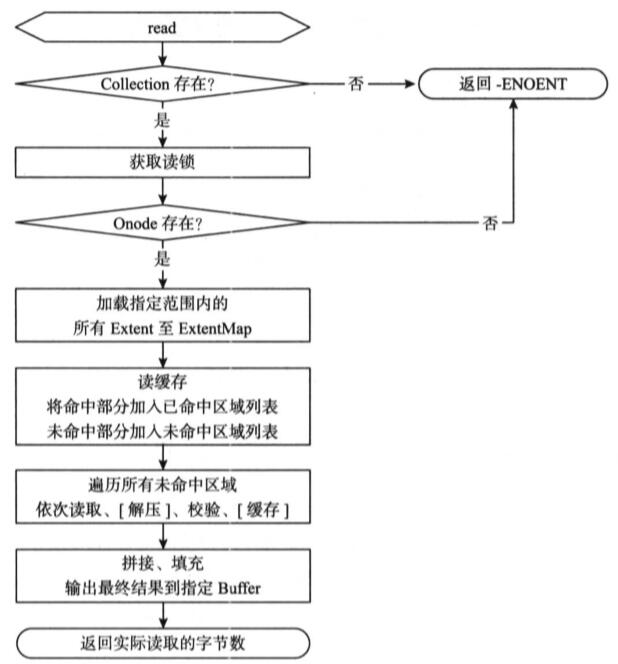 read
Collection 存在?
否
返回 -ENOENT
是
获取读锁
Onode 存在?
否
是
加载指定范围内的
所有 Extent 至 ExtentMap
读缓存
将命中部分加入已命中区域列表
未命中部分加入未命中区域列表
遍历所有未命中区域
依次读取、[ 解压 ]、校验、[ 缓存 ]
拼接、填充
输出最终结果到指定 Buffer
返回实际读取的字节数